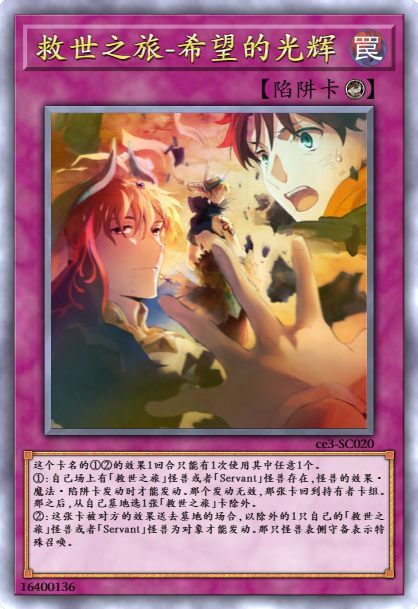 救世之旅-希望的光辉 罠
【陷阱卡】
ce3-SC020
这个卡名的①②的效果1回合只能有1次使用其中任意1个。
①:自己场上有「救世之旅」怪兽或者「Servant」怪兽存在,怪兽的效果・
魔法・陷阱卡发动时才能发动。那个发动无效,那张卡回到持有者卡组。
那之后,从自己墓地选1张「救世之旅」卡除外。
②:这张卡被对方的效果送去墓地的场合,以除外的1只自己的「救世之
旅」怪兽或者「Servant」怪兽为对象才能发动。那只怪兽表侧守备表示特
殊召唤。
16400136